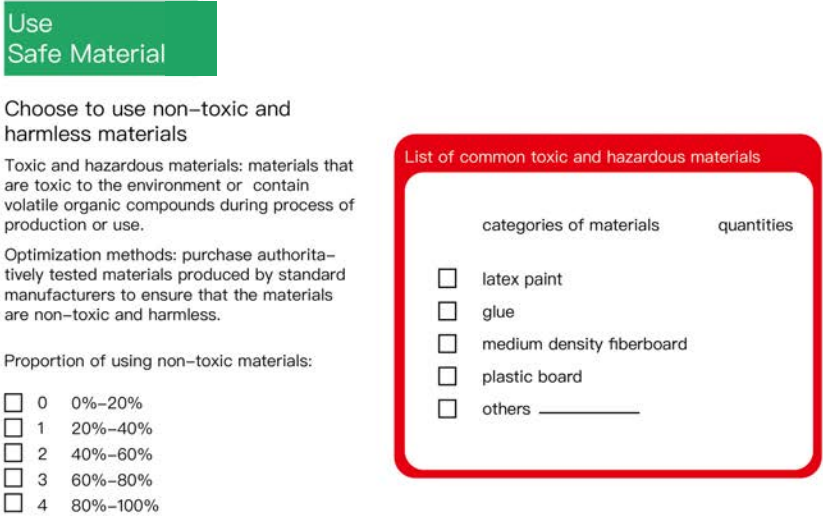 Use
Safe Material
Choose to use non–toxic and
harmless materials
Toxic and hazardous materials: materials that
are toxic to the environment or contain
volatile organic compounds during process of
production or use.
Optimization methods: purchase authorita–
tively tested materials produced by standard
manufacturers to ensure that the materials
are non–toxic and harmless.
Proportion of using non–toxic materials:
0 0%–20%
1 20%–40%
2 40%–60%
3 60%–80%
4 80%–100%
List of common toxic and hazardous materials
categories of materials quantities
latex paint
glue
medium density fiberboard
plastic board
others